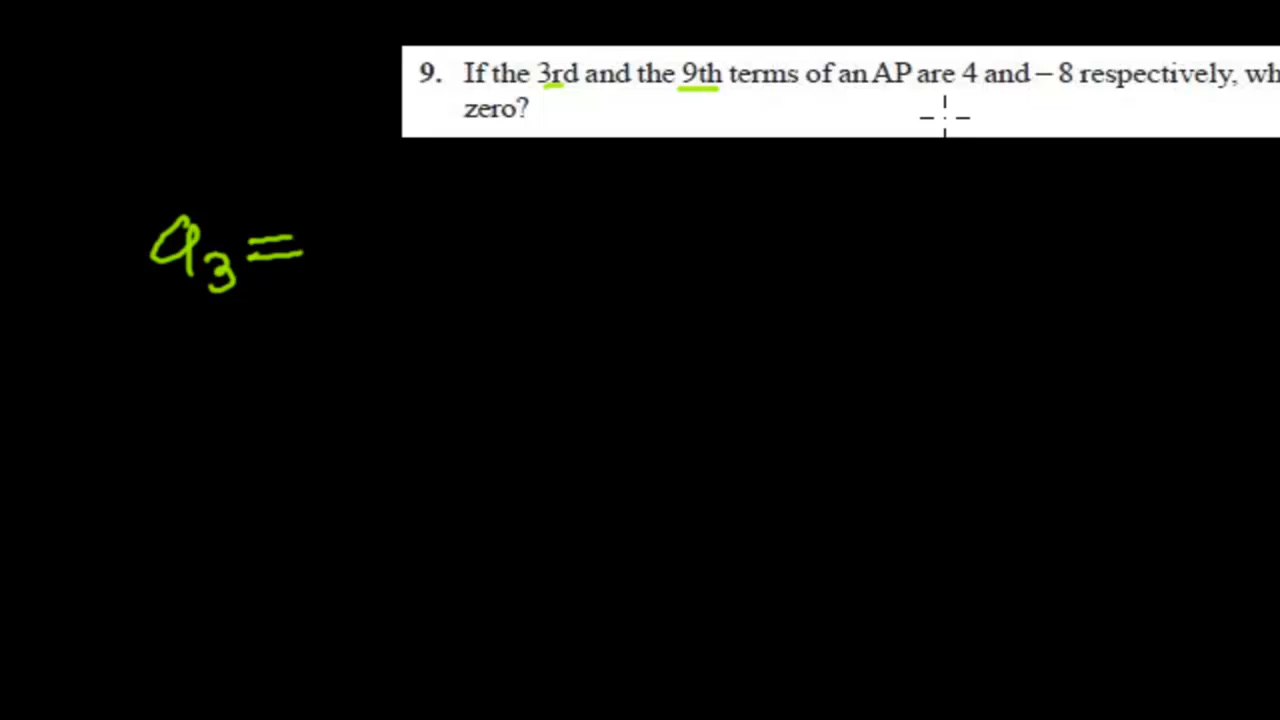 9. If the 3rd and the 9th terms of an AP are 4 and – 8 respectively, wh
zero?
a₃ =